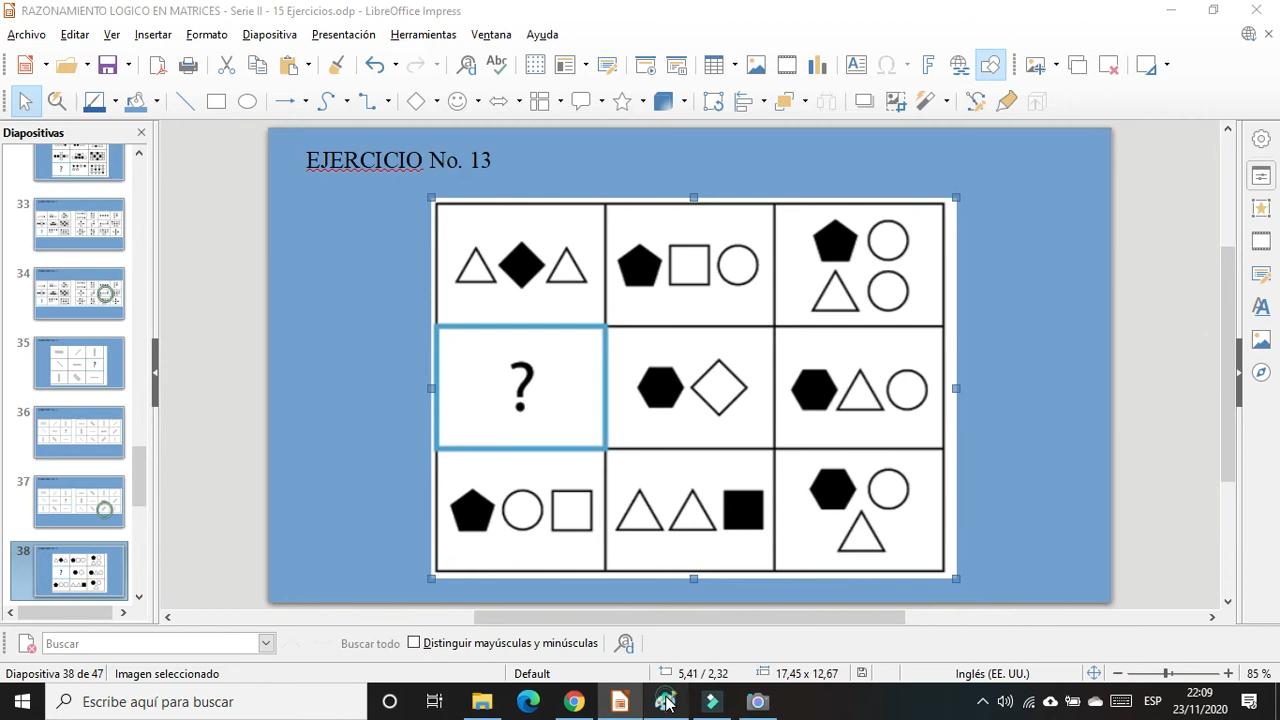 RAZONAMIENTO LOGICO EN MATRICES - Serie II - 15 Ejercicios.odp - LibreOffice Impress
Archivo Editar Ver Insertar Formato Diapositiva Presentación Herramientas Ventana Ayuda
Diapositivas
33
34
35
36
37
38
EJERCICIO No. 13
?
Buscar Buscar todo Distinguir mayúsculas y minúsculas
Diapositiva 38 de 47 Imagen seleccionado Default 5,41 / 2,32 17,45 x 12,67 Inglés (EE. UU.) 85 %
Escribe aquí para buscar ESP 22:09
23/11/2020